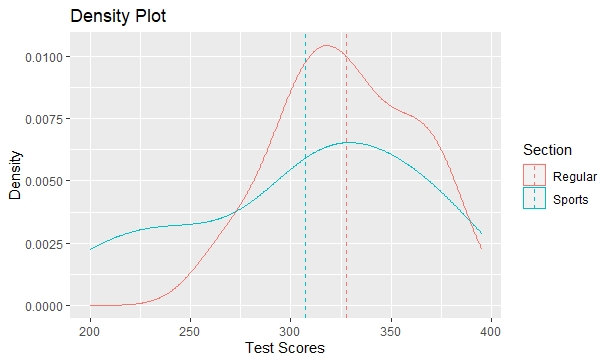 Density Plot
0.0100
0.0075
0.0050
0.0025
0.0000
Density
200 250 300 350 400
Test Scores
Section
Regular
Sports